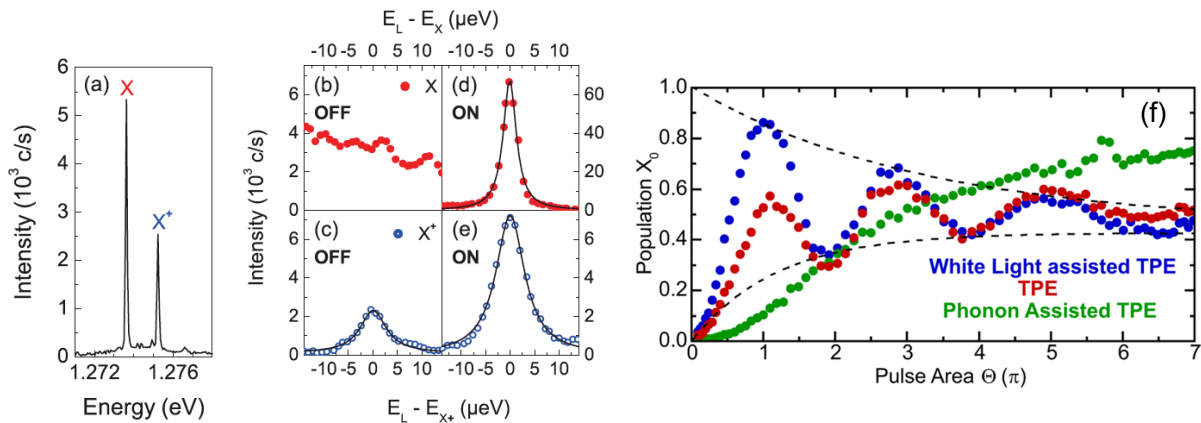 (a)
X
X+
Intensity (10³ c/s)
6
5
4
3
2
1
0
1.272
1.276
Energy (eV)
E_L - E_X (µeV)
-10 -5 0 5 10
-10 -5 0 5 10
(b)
X
OFF
(d)
ON
Intensity (10³ c/s)
6
4
2
0
60
40
20
0
(c)
X+
OFF
(e)
ON
6
4
2
0
60
40
20
0
-10 -5 0 5 10
-10 -5 0 5 10
E_L - E_X+ (µeV)
(f)
Population X₀
1.0
0.8
0.6
0.4
0.2
0
White Light assisted TPE
TPE
Phonon Assisted TPE
0 1 2 3 4 5 6 7
Pulse Area Θ (π)